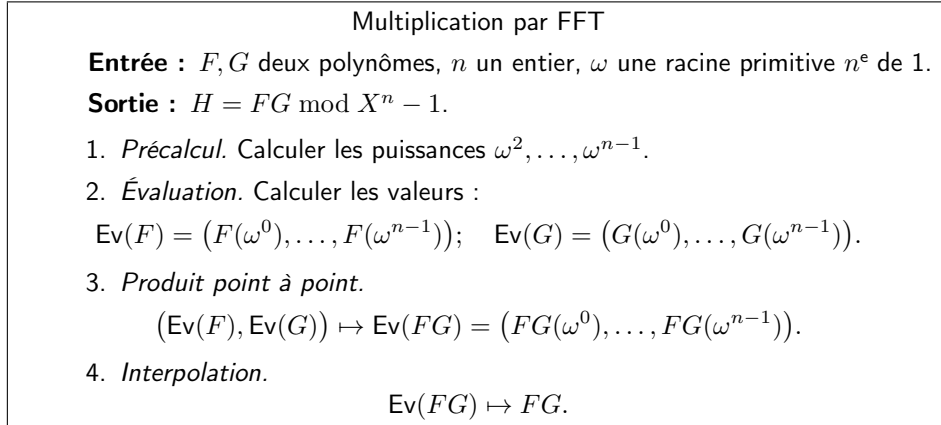 Multiplication par FFT
Entrée : F, G deux polynômes, n un entier, ω une racine primitive nᵉ de 1.
Sortie : H = FG mod Xⁿ − 1.
1. Précalcul. Calculer les puissances ω², . . . , ωⁿ⁻¹.
2. Évaluation. Calculer les valeurs :
Ev(F) = (F(ω⁰), . . . , F(ωⁿ⁻¹)); Ev(G) = (G(ω⁰), . . . , G(ωⁿ⁻¹)).
3. Produit point à point.
(Ev(F), Ev(G)) ↦ Ev(FG) = (FG(ω⁰), . . . , FG(ωⁿ⁻¹)).
4. Interpolation.
Ev(FG) ↦ FG.